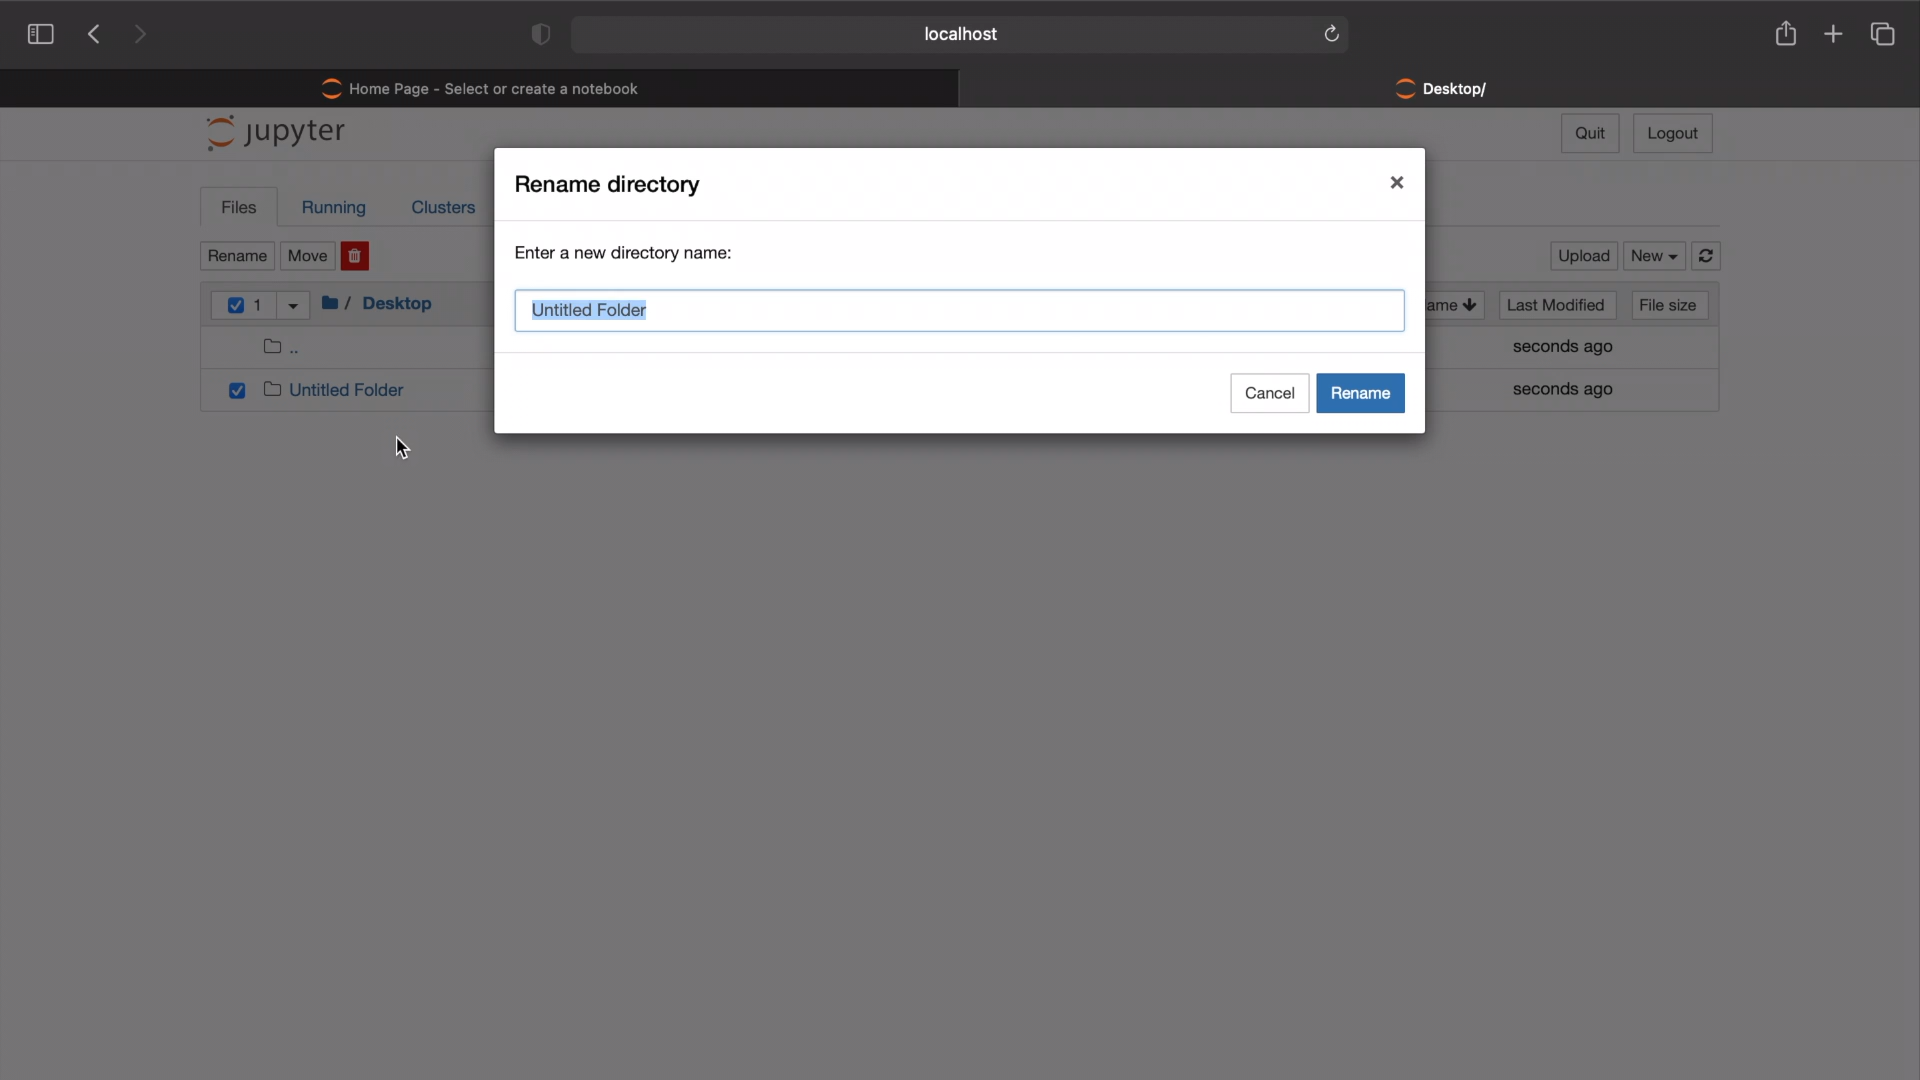 localhost
Home Page - Select or create a notebook
Desktop/
jupyter
Quit
Logout
Rename directory
×
Files
Running
Clusters
Enter a new directory name:
Rename
Move
Upload
New
1
/ Desktop
Untitled Folder
ame
Last Modified
File size
..
seconds ago
Untitled Folder
seconds ago
Cancel
Rename